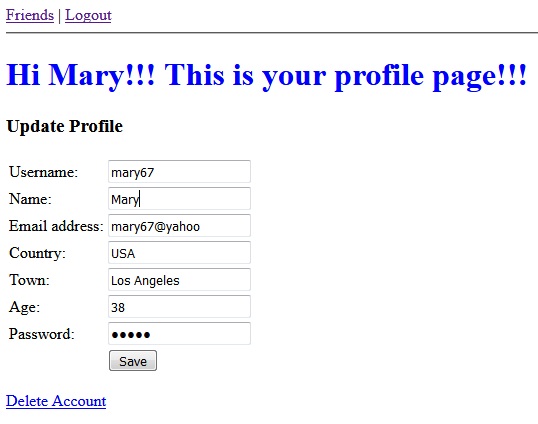 Friends | Logout
Hi Mary!!! This is your profile page!!!
Update Profile
Username: mary67
Name: Mary
Email address: mary67@yahoo
Country: USA
Town: Los Angeles
Age: 38
Password: •••••
Save
Delete Account